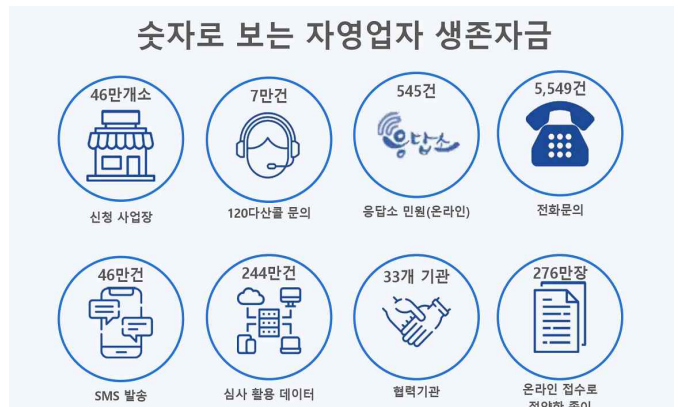 숫자로 보는 자영업자 생존자금
46만개소
7만건
545건
5,549건
응답소
신청 사업장
120다산콜 문의
응답소 민원(온라인)
전화문의
46만건
244만건
33개 기관
276만장
SMS 발송
심사 활용 데이터
협력기관
온라인 접수로
절약한 종이